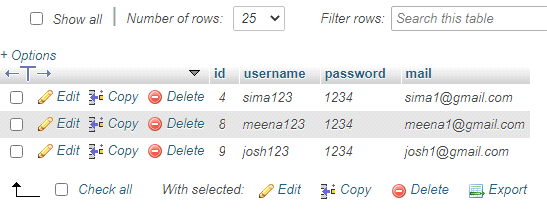 Show all Number of rows: 25 Filter rows: Search this table
+ Options
id username password mail
Edit Copy Delete 4 sima123 1234 sima1@gmail.com
Edit Copy Delete 8 meena123 1234 meena1@gmail.com
Edit Copy Delete 9 josh123 1234 josh1@gmail.com
Check all With selected: Edit Copy Delete Export